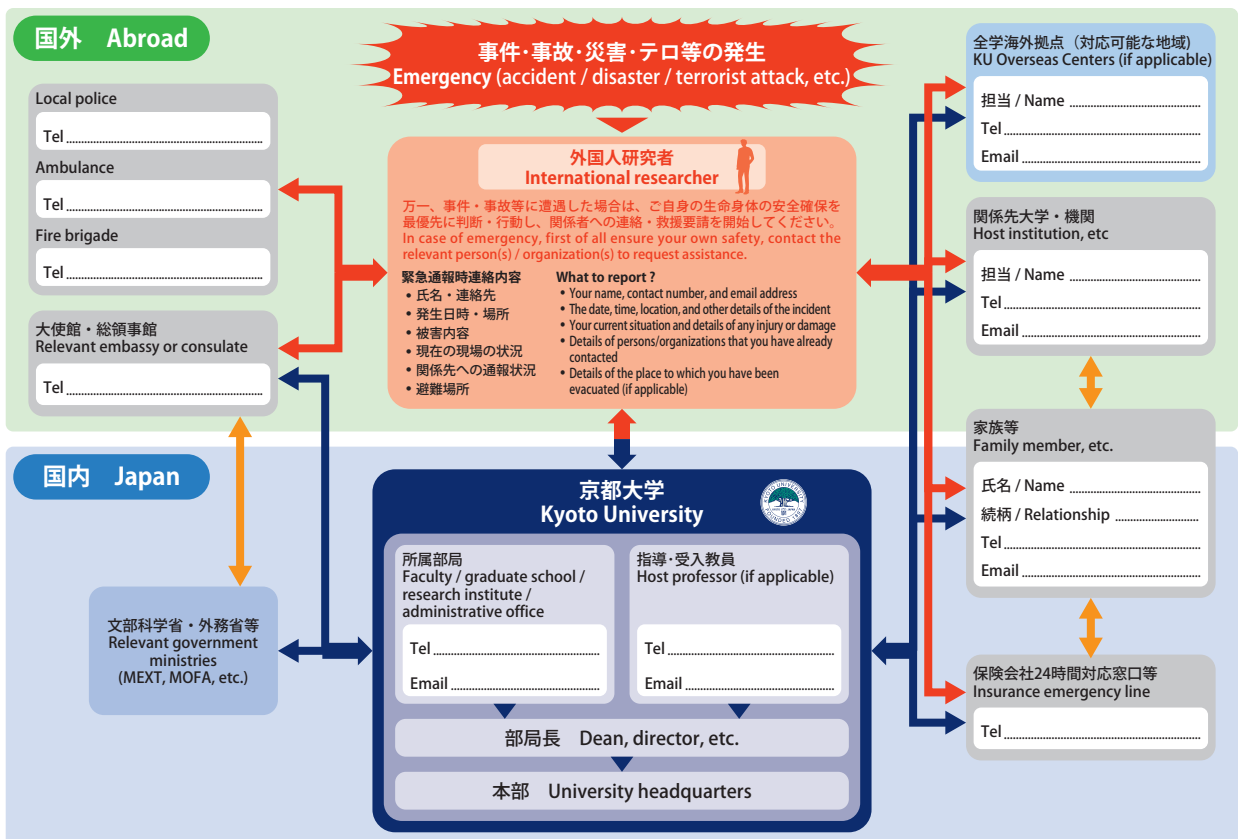 国外 Abroad
事件・事故・災害・テロ等の発生
Emergency (accident / disaster / terrorist attack, etc.)
Local police
Tel
Ambulance
Tel
Fire brigade
Tel
大使館・総領事館
Relevant embassy or consulate
Tel
外国人研究者
International researcher
万一、事件・事故等に遭遇した場合は、ご自身の生命身体の安全確保を
最優先に判断・行動し、関係者への連絡・救援要請を開始してください。
In case of emergency, first of all ensure your own safety, contact the
relevant person(s) / organization(s) to request assistance.
緊急通報時連絡内容
• 氏名・連絡先
• 発生日時・場所
• 被害内容
• 現在の現場の状況
• 関係先への通報状況
• 避難場所
What to report ?
• Your name, contact number, and email address
• The date, time, location, and other details of the incident
• Your current situation and details of any injury or damage
• Details of persons/organizations that you have already
contacted
• Details of the place to which you have been
evacuated (if applicable)
全学海外拠点（対応可能な地域）
KU Overseas Centers (if applicable)
担当 / Name
Tel
Email
関係先大学・機関
Host institution, etc
担当 / Name
Tel
Email
家族等
Family member, etc.
氏名 / Name
続柄 / Relationship
Tel
Email
保険会社24時間対応窓口等
Insurance emergency line
Tel
国内 Japan
文部科学省・外務省等
Relevant government
ministries
(MEXT, MOFA, etc.)
京都大学
Kyoto University
KYOTO UNIVERSITY
FOUNDED 1897
所属部局
Faculty / graduate school /
research institute /
administrative office
Tel
Email
指導・受入教員
Host professor (if applicable)
Tel
Email
部局長 Dean, director, etc.
本部 University headquarters